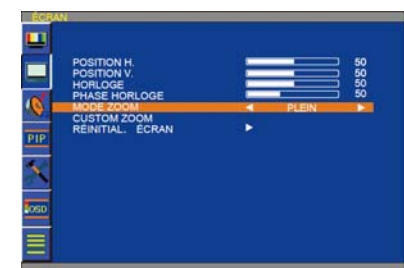 ÉCRAN
POSITION H. 50
POSITION V. 50
HORLOGE 50
PHASE HORLOGE 50
MODE ZOOM PLEIN
CUSTOM ZOOM
RÉINITIAL. ÉCRAN
PIP
OSD